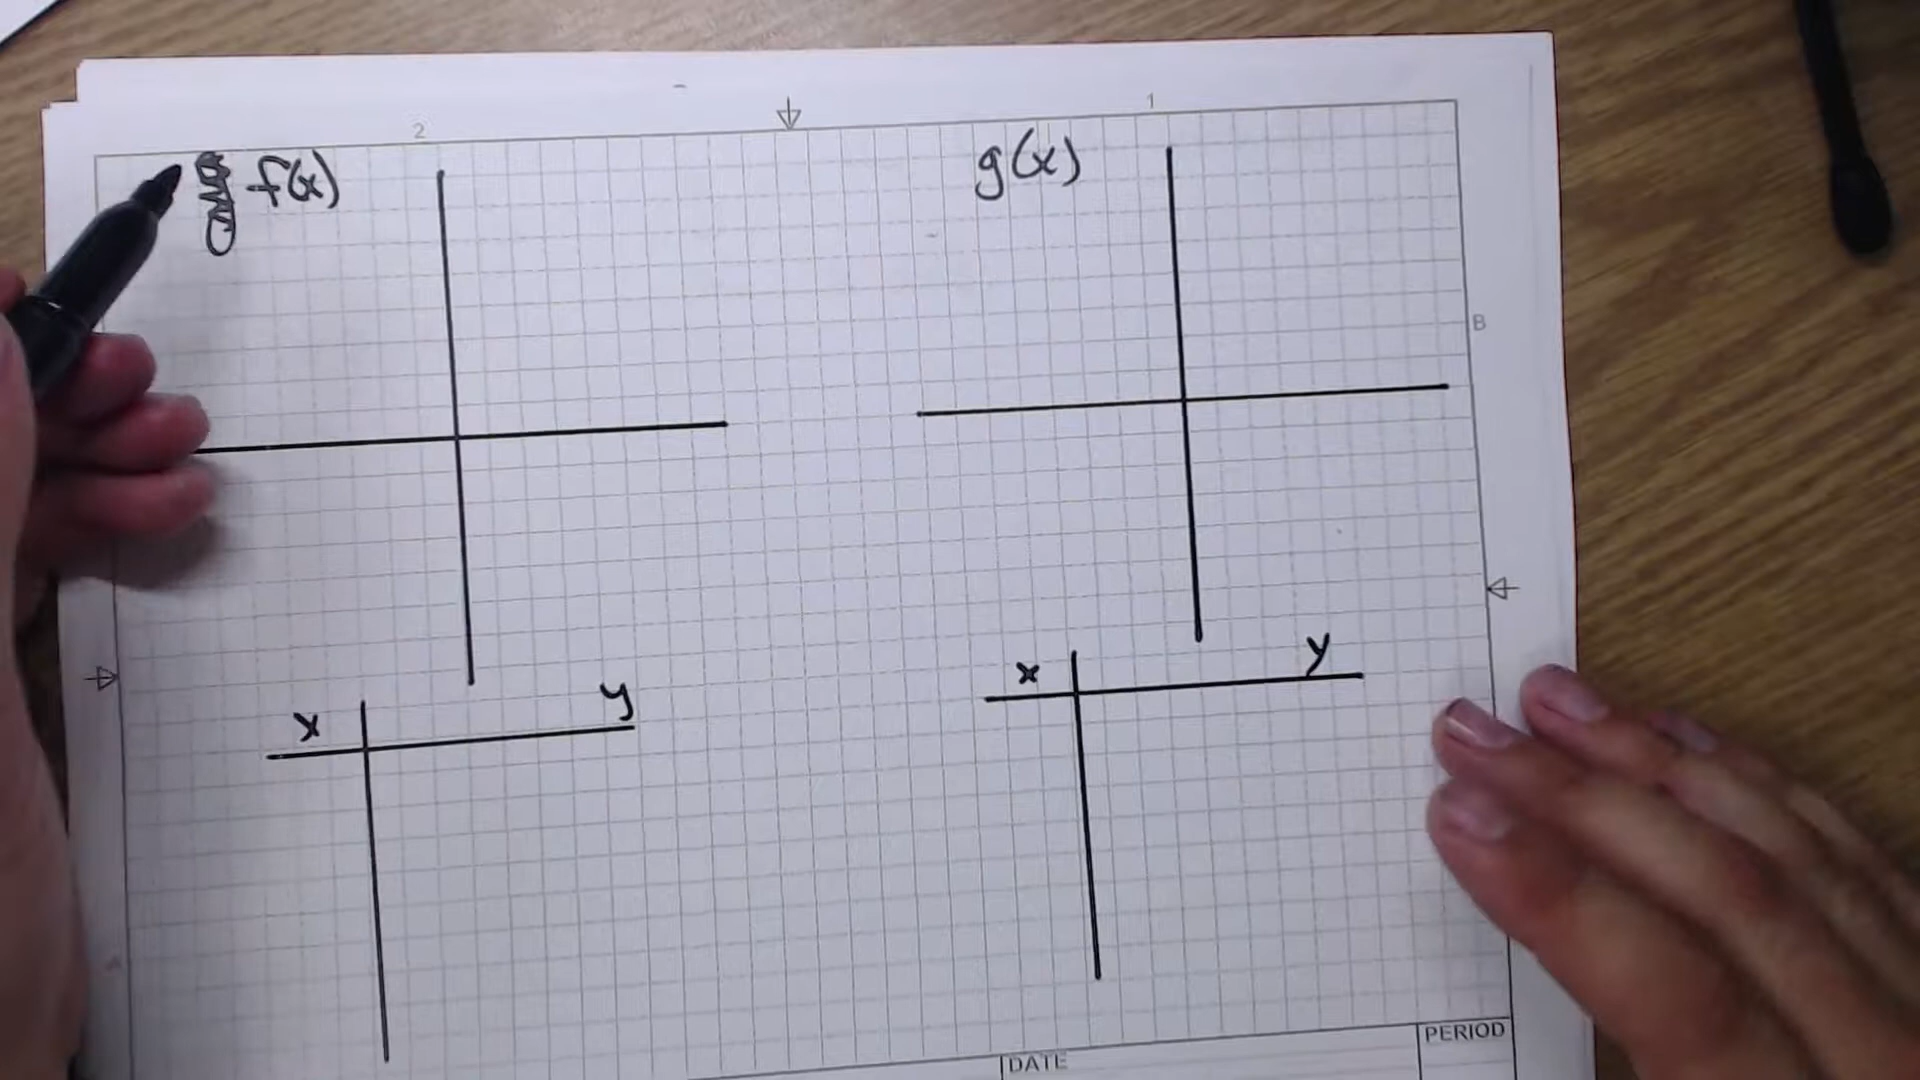 2 1
f(x) g(x)
B
x y x y
A
DATE PERIOD